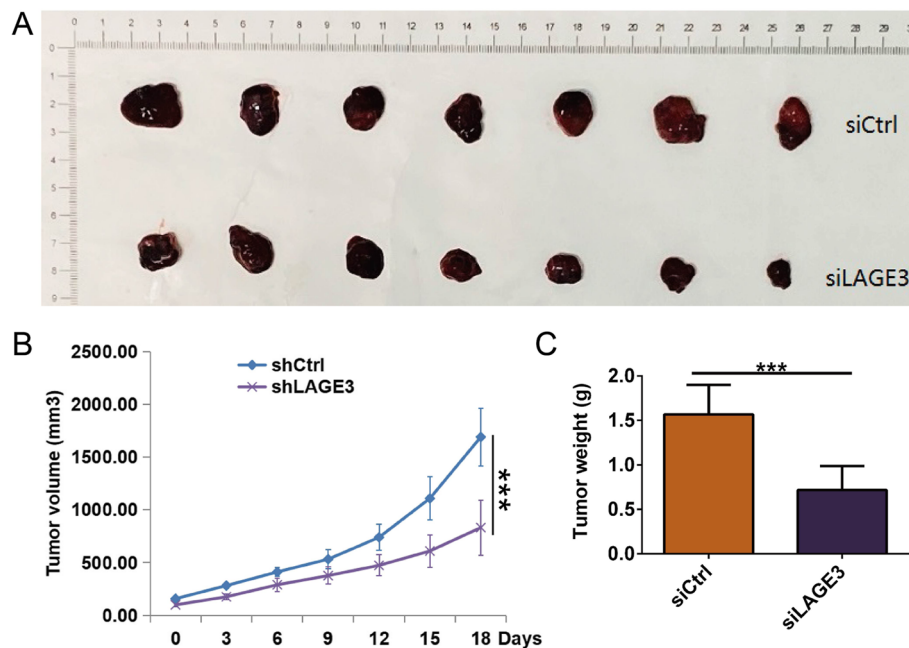 A
0 1 2 3 4 5 6 7 8 9 10 11 12 13 14 15 16 17 18 19 20 21 22 23 24 25 26 27 28 29
0
1
2
siCtrl
3
4
5
6
7
8
siLAGE3
9
B
C
2500.00
2000.00
1500.00
1000.00
500.00
0.00
Tumor volume (mm3)
shCtrl
shLAGE3
***
0 3 6 9 12 15 18 Days
2.0
1.5
1.0
0.5
0.0
Tumor weight (g)
***
siCtrl
siLAGE3